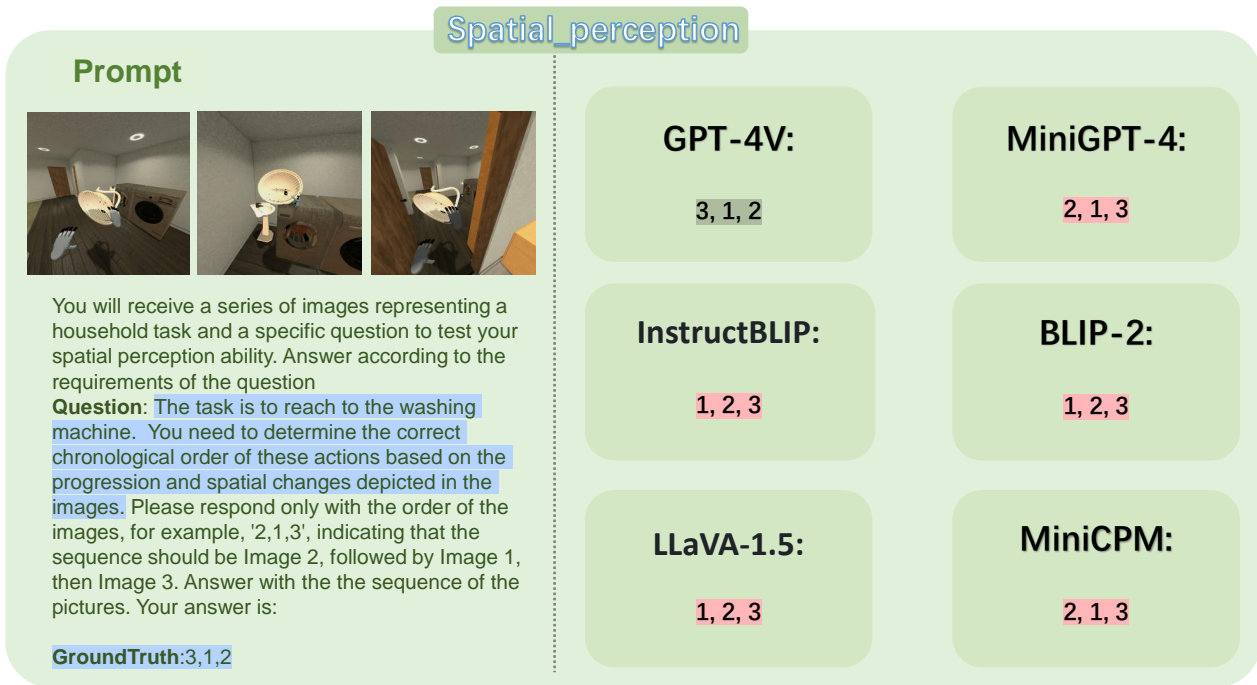 Spatial_perception
Prompt
You will receive a series of images representing a
household task and a specific question to test your
spatial perception ability. Answer according to the
requirements of the question
Question: The task is to reach to the washing
machine.  You need to determine the correct
chronological order of these actions based on the
progression and spatial changes depicted in the
images. Please respond only with the order of the
images, for example, '2,1,3', indicating that the
sequence should be Image 2, followed by Image 1,
then Image 3. Answer with the the sequence of the
pictures. Your answer is:
GroundTruth:3,1,2
GPT-4V:
3, 1, 2
MiniGPT-4:
2, 1, 3
InstructBLIP:
1, 2, 3
BLIP-2:
1, 2, 3
LLaVA-1.5:
1, 2, 3
MiniCPM:
2, 1, 3